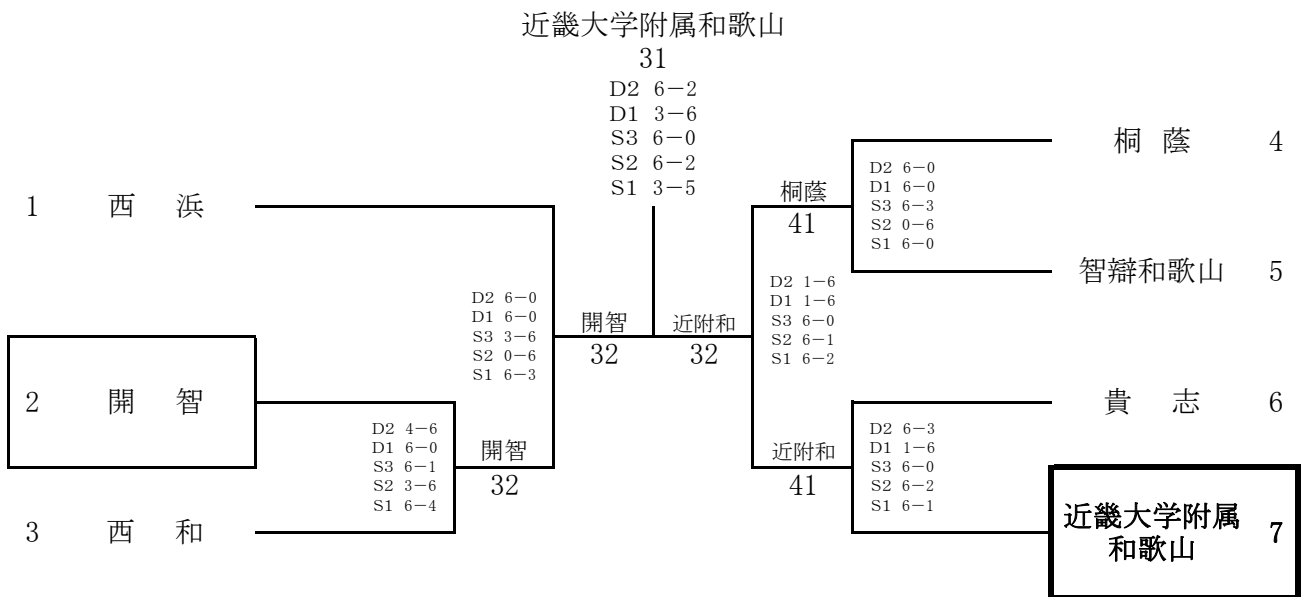 近畿大学附属和歌山
31
D2 6-2
D1 3-6
S3 6-0
S2 6-2
S1 3-5
1 西 浜
2 開 智
3 西 和
D2 4-6
D1 6-0
S3 6-1
S2 3-6
S1 6-4
開智
32
D2 6-0
D1 6-0
S3 3-6
S2 0-6
S1 6-3
開智
32
近附和
32
D2 1-6
D1 1-6
S3 6-0
S2 6-1
S1 6-2
桐蔭
41
D2 6-0
D1 6-0
S3 6-3
S2 0-6
S1 6-0
桐 蔭 4
智辯和歌山 5
近附和
41
D2 6-3
D1 1-6
S3 6-0
S2 6-2
S1 6-1
貴 志 6
近畿大学附属
和歌山 7